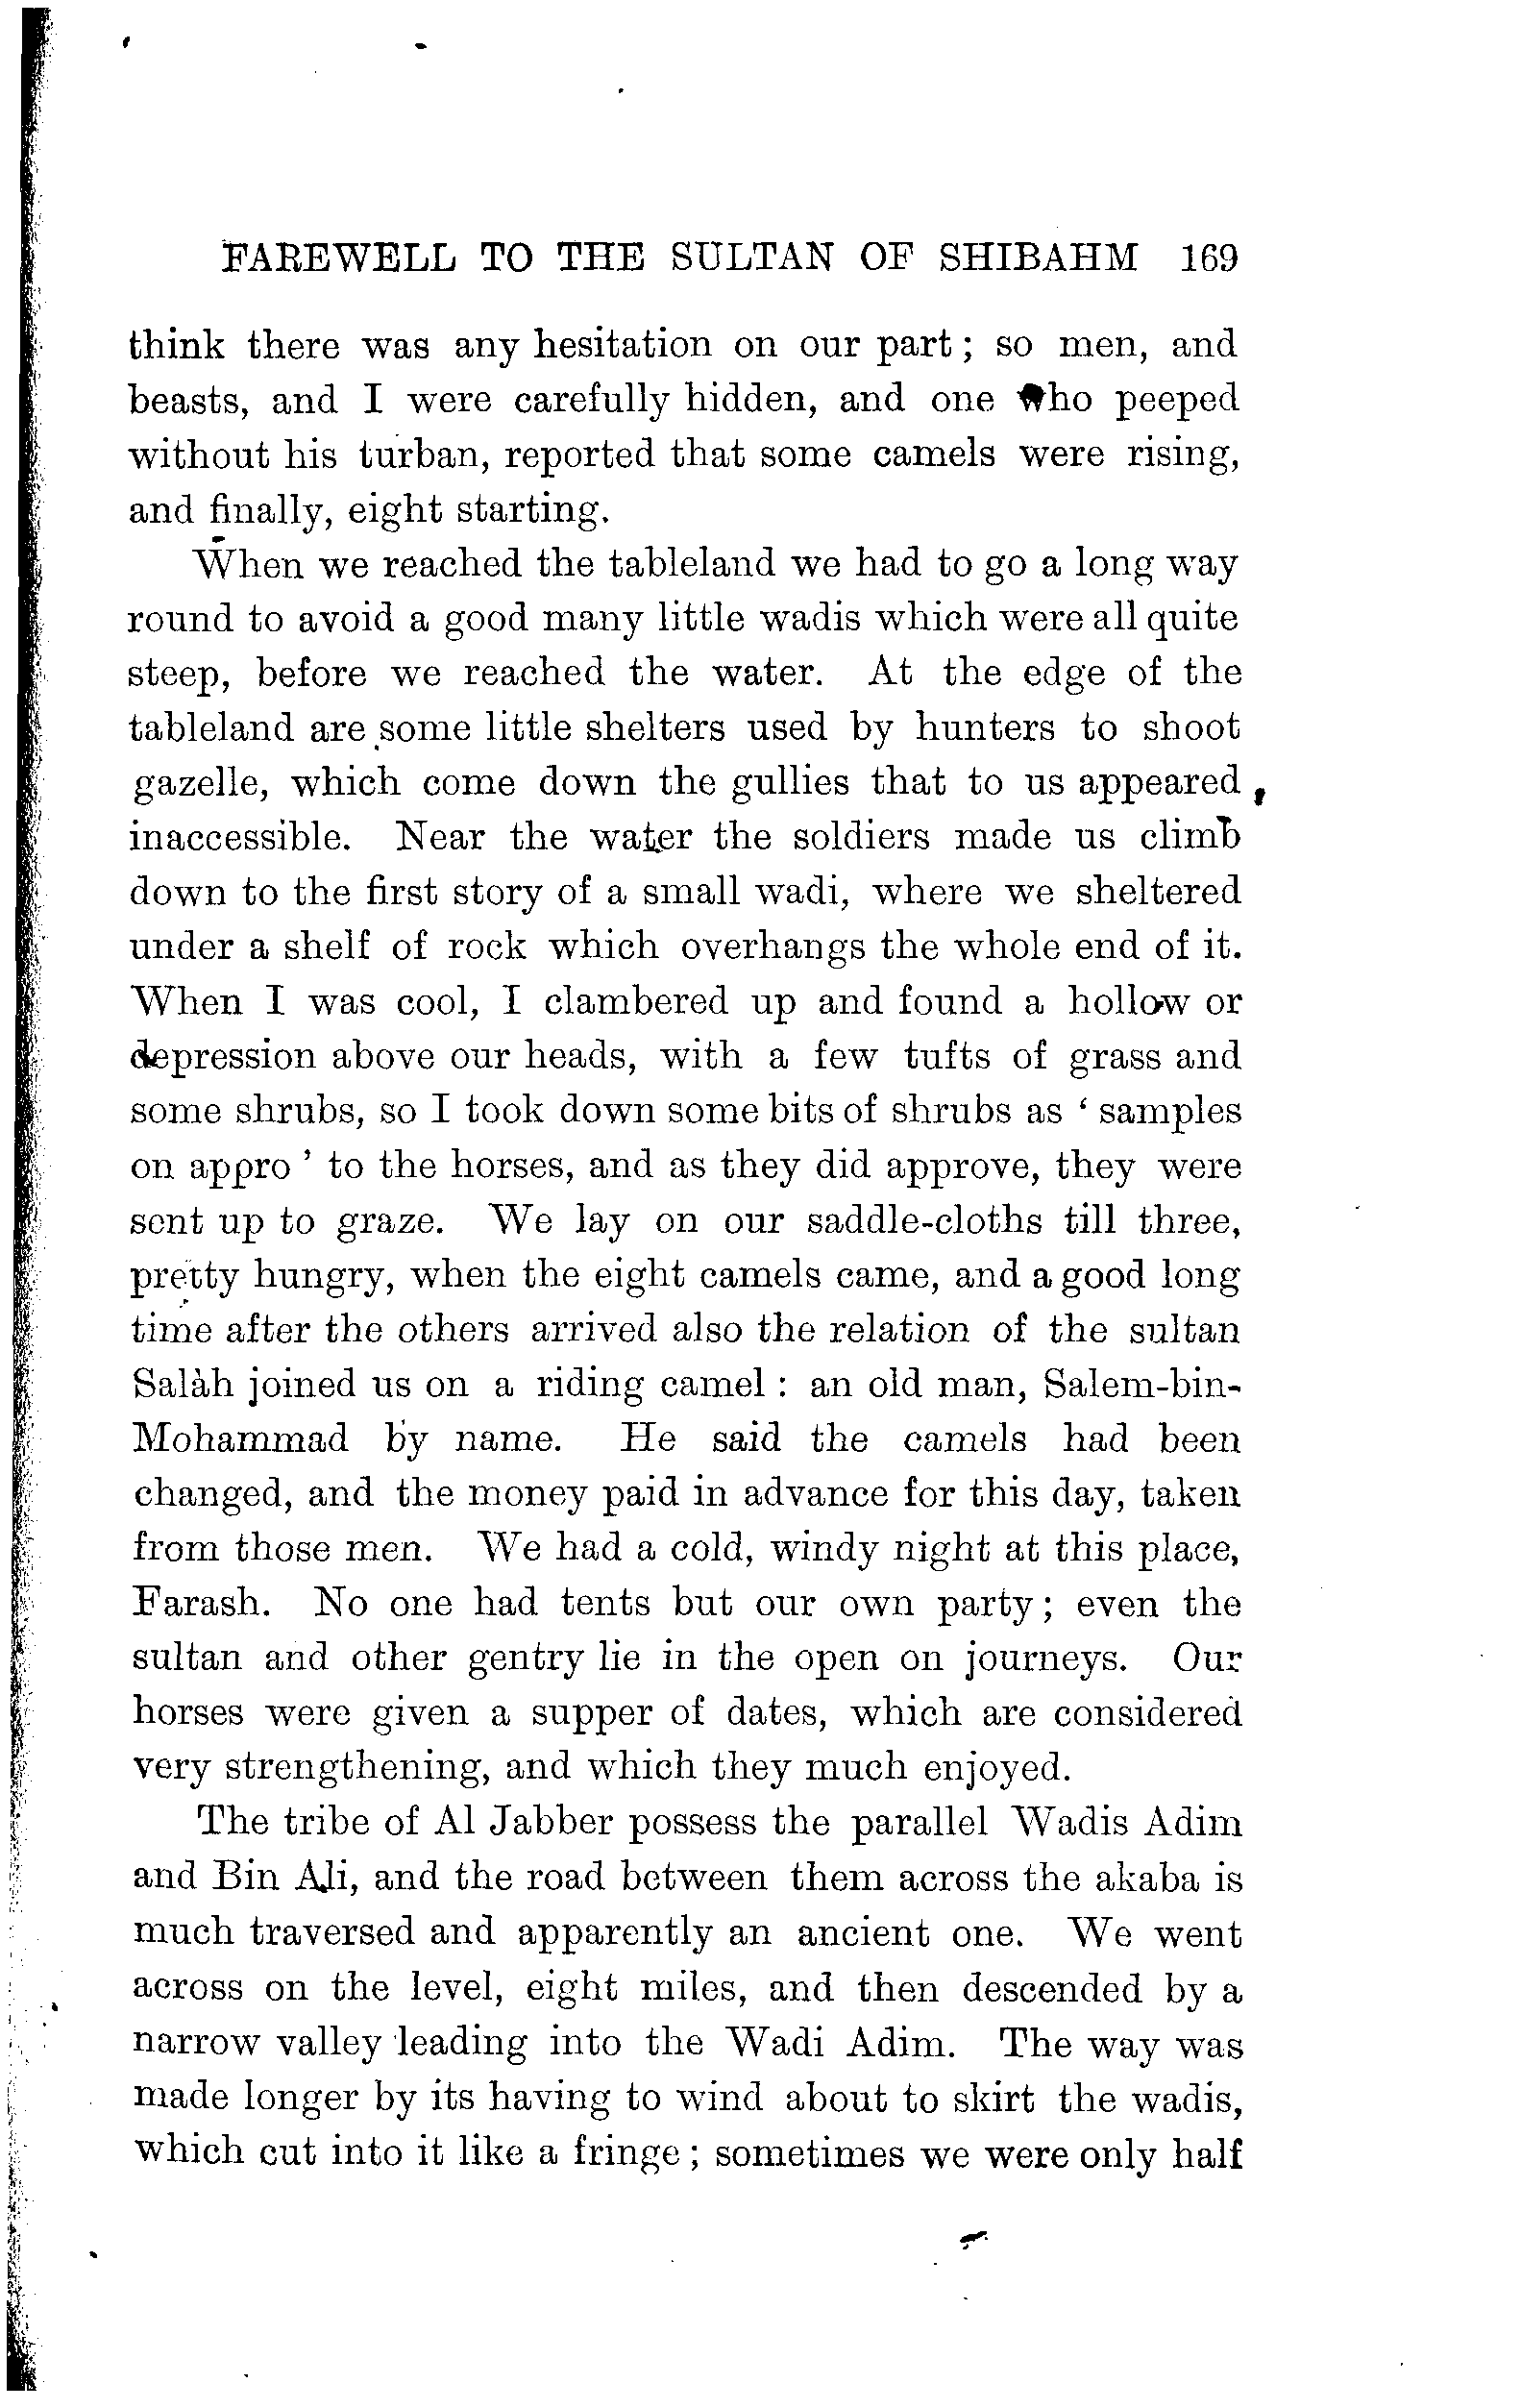 FAREWELL TO THE SULTAN OF SHIBAHM 169
think there was any hesitation on our part; so men, and
beasts, and I were carefully hidden, and one who peeped
without his turban, reported that some camels were rising,
and finally, eight starting.
When we reached the tableland we had to go a long way
round to avoid a good many little wadis which were all quite
steep, before we reached the water. At the edge of the
tableland are some little shelters used by hunters to shoot
gazelle, which come down the gullies that to us appeared
inaccessible. Near the water the soldiers made us climb
down to the first story of a small wadi, where we sheltered
under a shelf of rock which overhangs the whole end of it.
When I was cool, I clambered up and found a hollow or
depression above our heads, with a few tufts of grass and
some shrubs, so I took down some bits of shrubs as ‘ samples
on appro ’ to the horses, and as they did approve, they were
sent up to graze. We lay on our saddle-cloths till three,
pretty hungry, when the eight camels came, and a good long
time after the others arrived also the relation of the sultan
Salàh joined us on a riding camel: an old man, Salem-bin-
Mohammad by name. He said the camels had been
changed, and the money paid in advance for this day, taken
from those men. We had a cold, windy night at this place,
Farash. No one had tents but our own party; even the
sultan and other gentry lie in the open on journeys. Our
horses were given a supper of dates, which are considered
very strengthening, and which they much enjoyed.
The tribe of Al Jabber possess the parallel Wadis Adim
and Bin Ali, and the road between them across the akaba is
much traversed and apparently an ancient one. We went
across on the level, eight miles, and then descended by a
narrow valley leading into the Wadi Adim. The way was
made longer by its having to wind about to skirt the wadis,
which cut into it like a fringe; sometimes we were only half